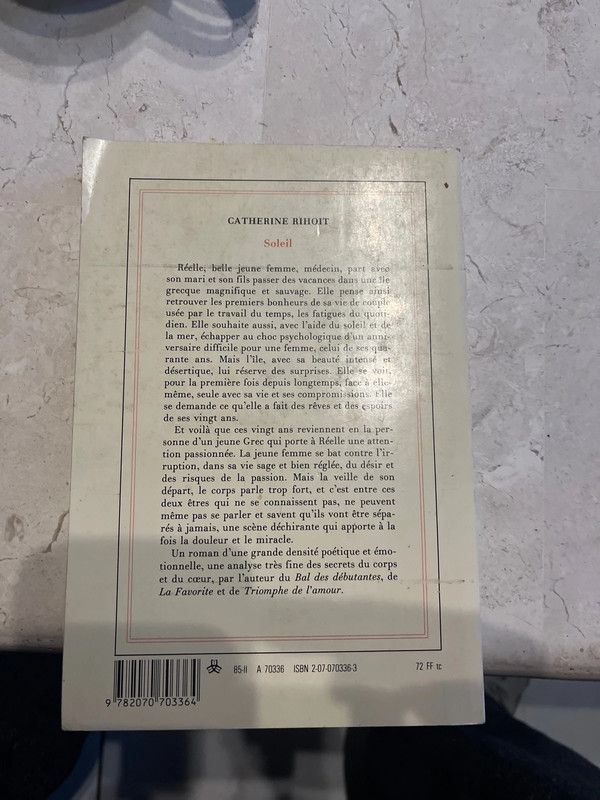 CATHERINE RIHOIT
Soleil
Réelle, belle jeune femme, médecin, part avec
son mari et son fils passer des vacances dans une île
grecque magnifique et sauvage. Elle pense ainsi
retrouver les premiers bonheurs de sa vie de couple
usée par le travail du temps, les fatigues du quoti-
dien. Elle souhaite aussi, avec l'aide du soleil et de
la mer, échapper au choc psychologique d'un anni-
versaire difficile pour une femme, celui de ses qua-
rante ans. Mais l'île, avec sa beauté intense et
désertique, lui réserve des surprises. Elle se voit,
pour la première fois depuis longtemps, face à elle-
même, seule avec sa vie et ses compromissions. Elle
se demande ce qu'elle a fait des rêves et des espoirs
de ses vingt ans.
Et voilà que ces vingt ans reviennent en la per-
sonne d'un jeune Grec qui porte à Réelle une atten-
tion passionnée. La jeune femme se bat contre l'ir-
ruption, dans sa vie sage et bien réglée, du désir et
des risques de la passion. Mais la veille de son
départ, le corps parle trop fort, et c'est entre ces
deux êtres qui ne se connaissent pas, ne peuvent
même pas se parler et savent qu'ils vont être sépa-
rés à jamais, une scène déchirante qui apporte à la
fois la douleur et le miracle.
Un roman d'une grande densité poétique et émo-
tionnelle, une analyse très fine des secrets du corps
et du cœur, par l'auteur du Bal des débutantes, de
La Favorite et de Triomphe de l'amour.
85-II A 70336 ISBN 2-07-070336-3 72 FF tc
9 782070 703364